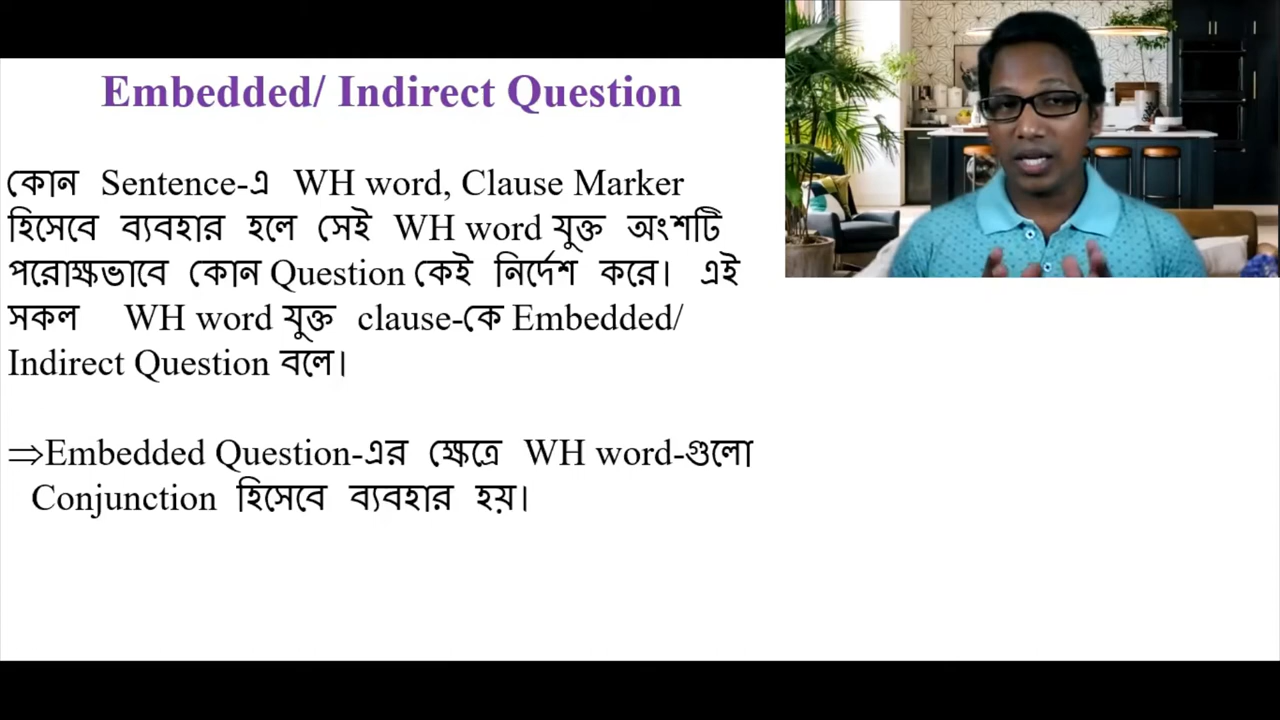 Embedded/ Indirect Question
কোন Sentence-এ WH word, Clause Marker
হিসেবে ব্যবহার হলে সেই WH word যুক্ত অংশটি
পরোক্ষভাবে কোন Question কেই নির্দেশ করে। এই
সকল WH word যুক্ত clause-কে Embedded/
Indirect Question বলে।
⇒Embedded Question-এর ক্ষেত্রে WH word-গুলো
Conjunction হিসেবে ব্যবহার হয়।